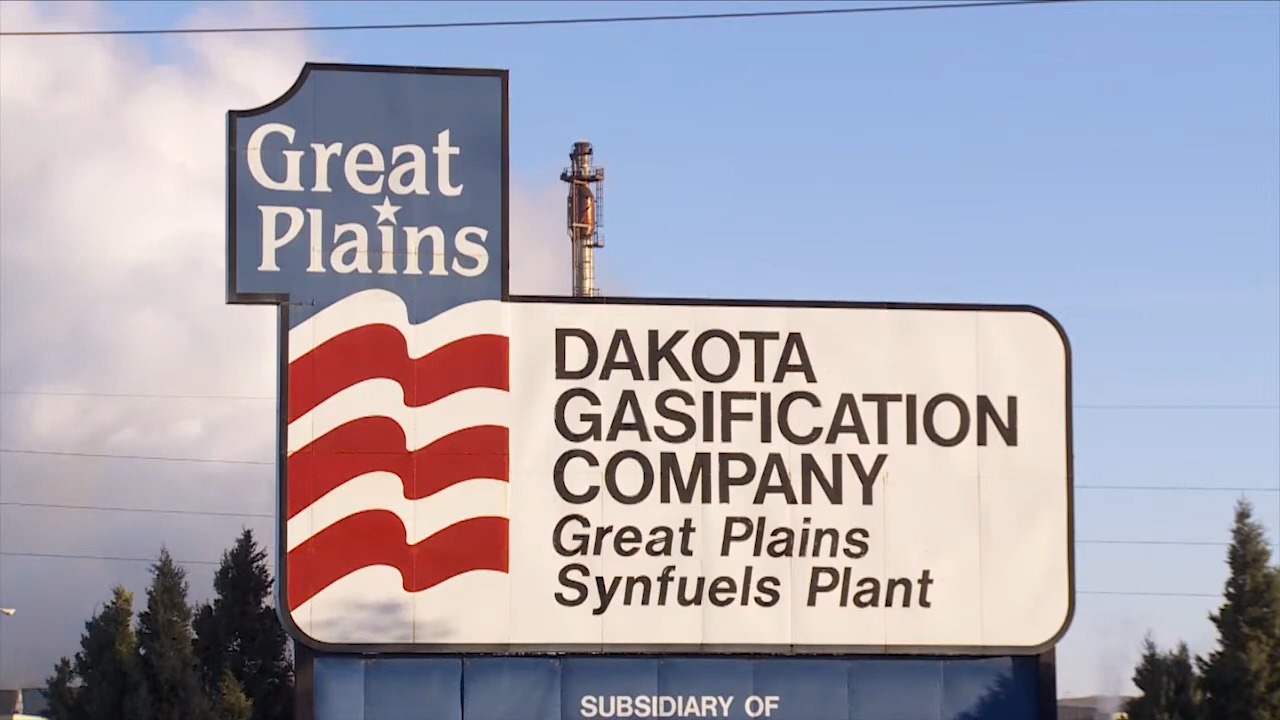 Great
Plains
DAKOTA
GASIFICATION
COMPANY
Great Plains
Synfuels Plant
SUBSIDIARY OF